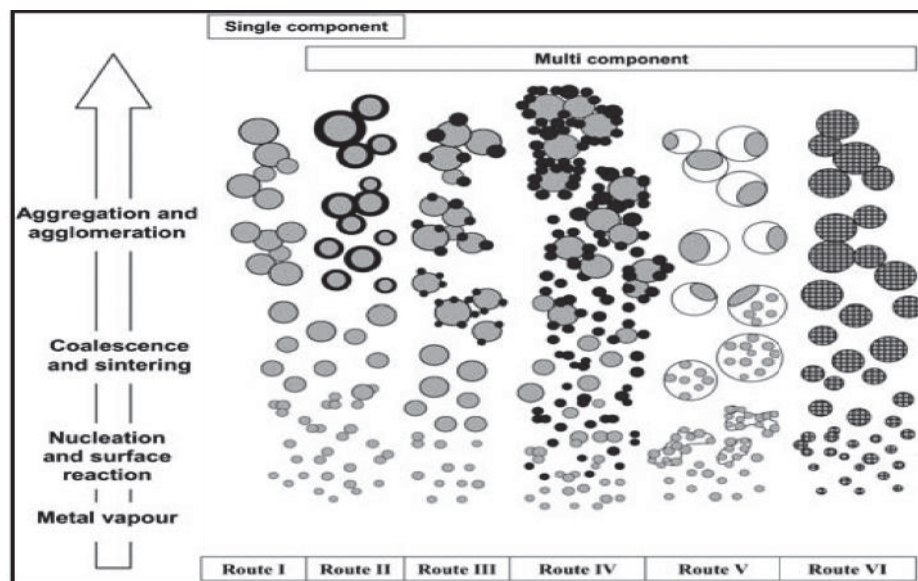 Single component
Multi component
Aggregation and
agglomeration
Coalescence
and sintering
Nucleation
and surface
reaction
Metal vapour
Route I
Route II
Route III
Route IV
Route V
Route VI